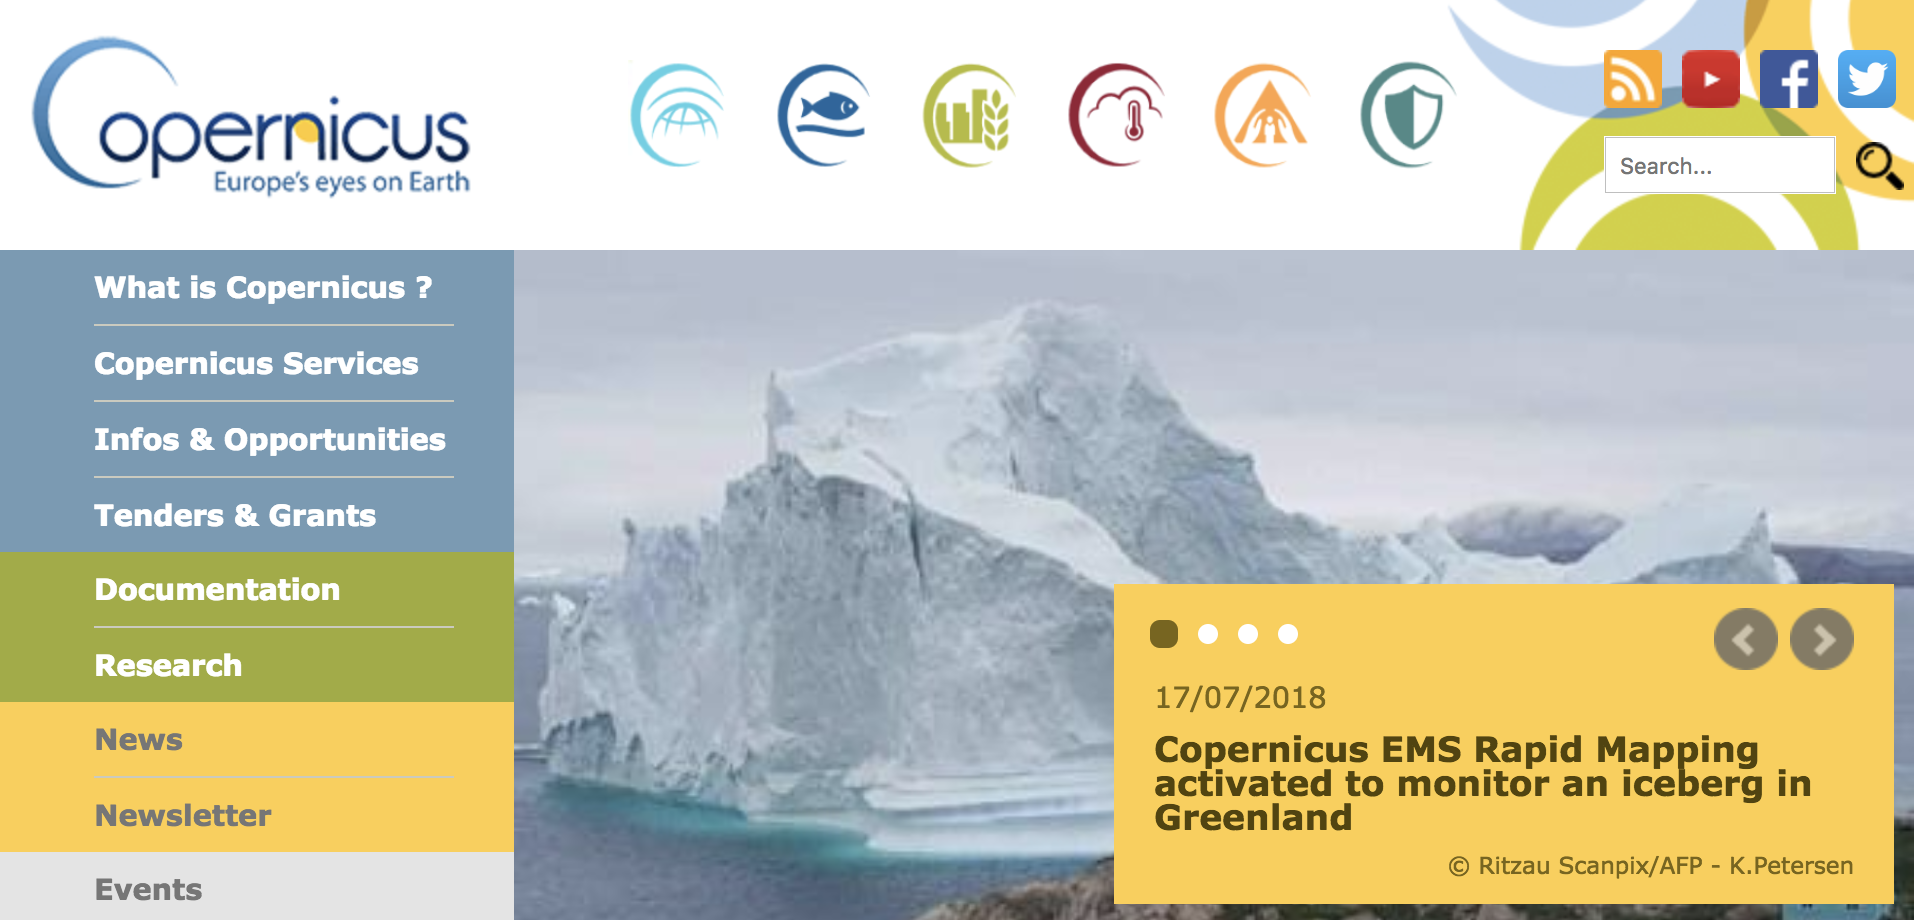 Copernicus
Europe's eyes on Earth
Search...
What is Copernicus ?
Copernicus Services
Infos & Opportunities
Tenders & Grants
Documentation
Research
News
Newsletter
Events
17/07/2018
Copernicus EMS Rapid Mapping
activated to monitor an iceberg in
Greenland
© Ritzau Scanpix/AFP - K.Petersen